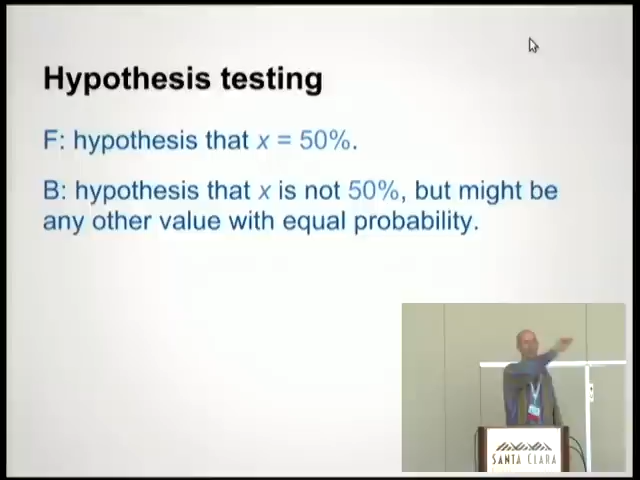 Hypothesis testing
F: hypothesis that x = 50%.
B: hypothesis that x is not 50%, but might be
any other value with equal probability.
SANTA CLARA